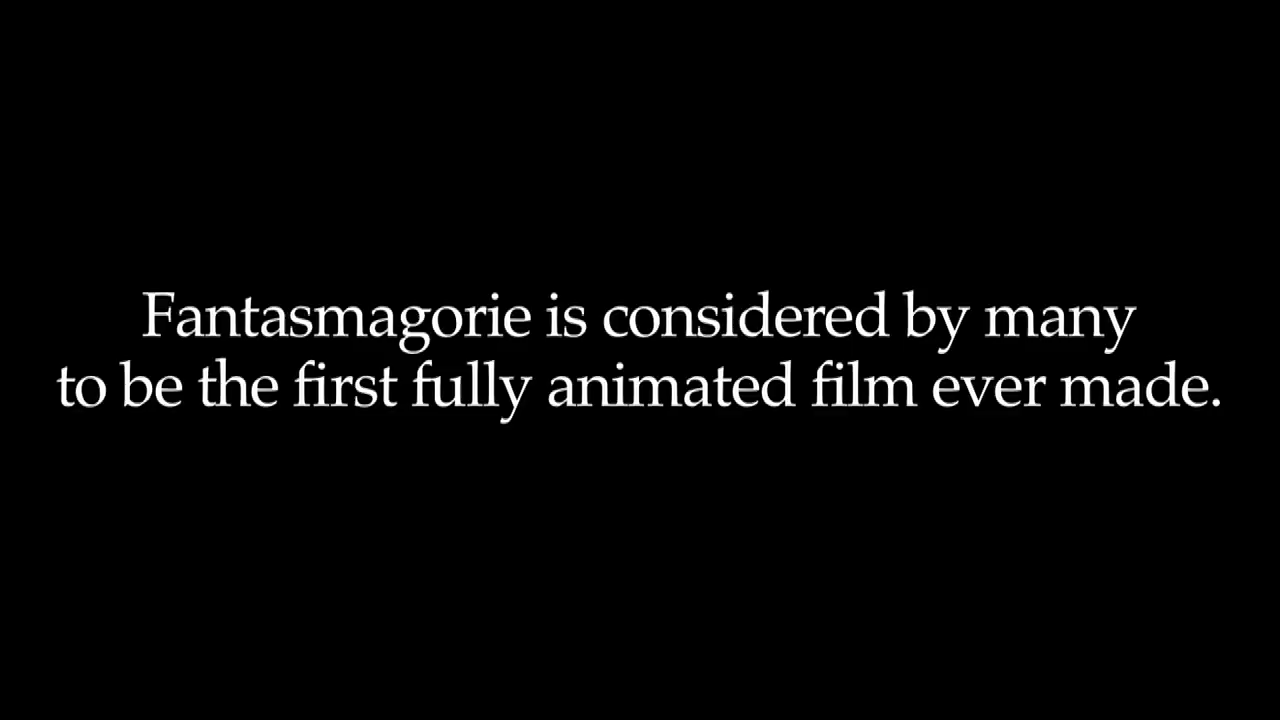 Fantasmagorie is considered by many
to be the first fully animated film ever made.